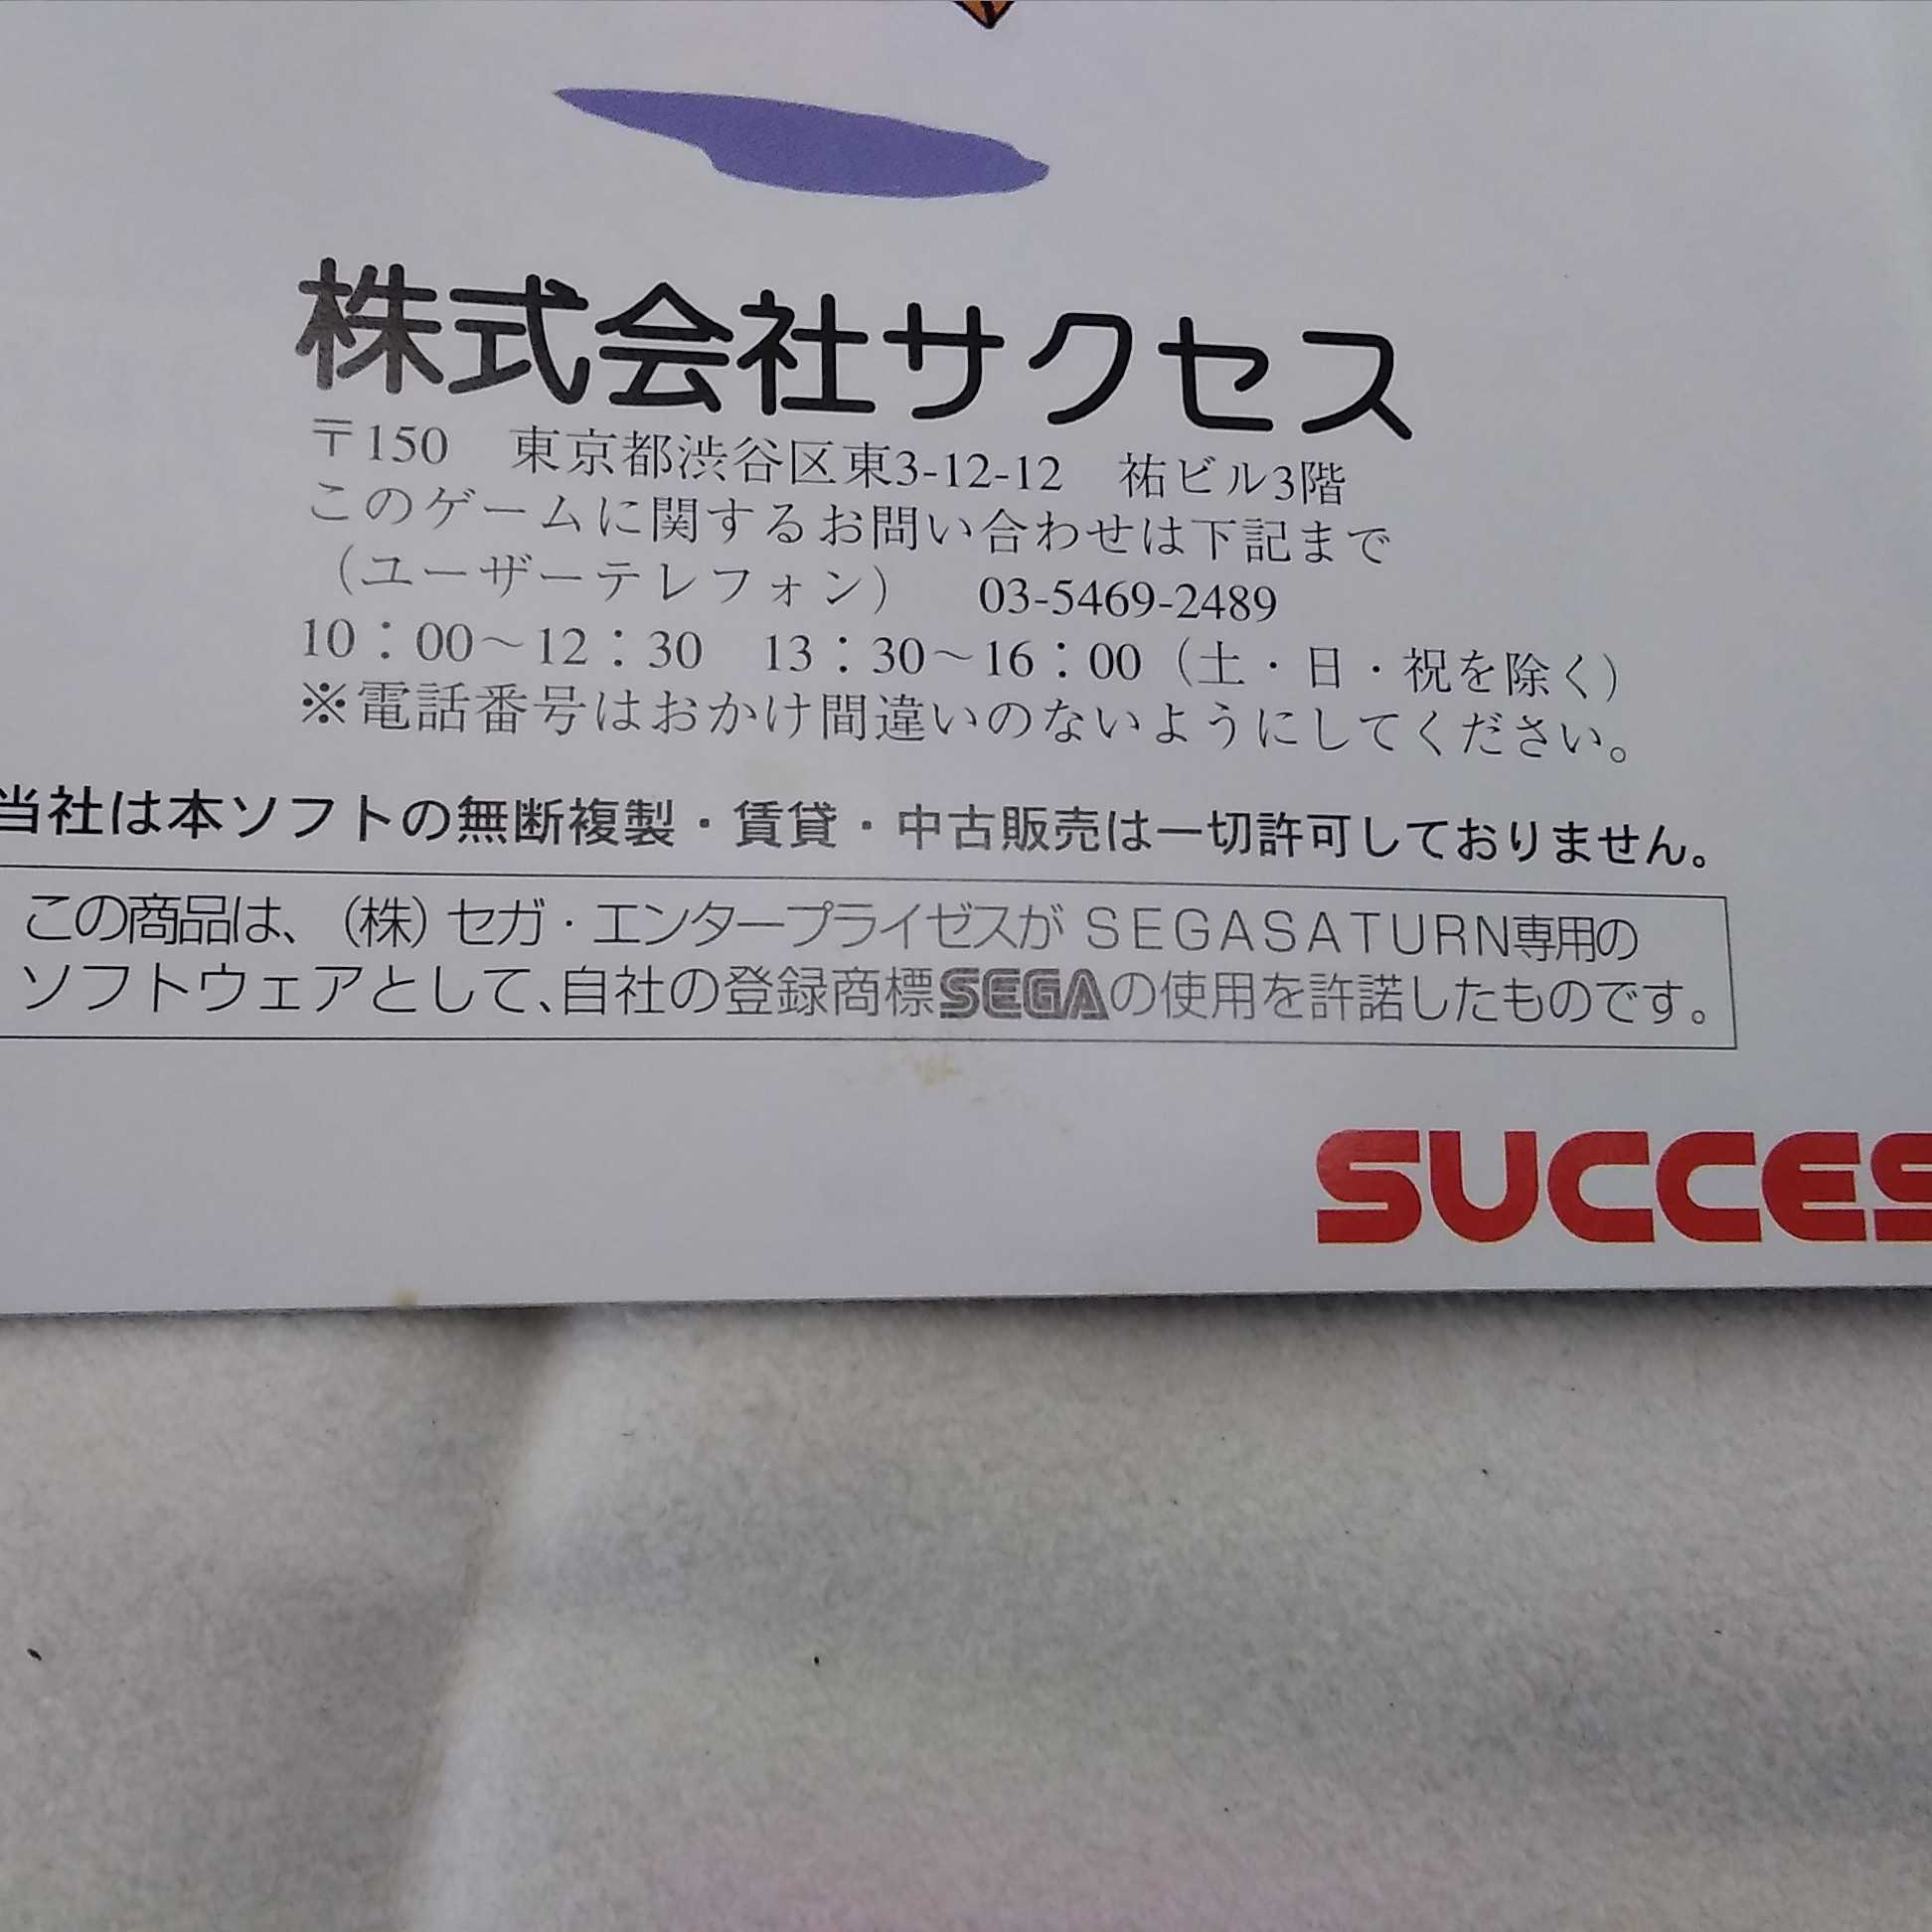 株式会社サクセス
〒150　東京都渋谷区東3-12-12　祐ビル3階
このゲームに関するお問い合わせは下記まで
（ユーザーテレフォン）　03-5469-2489
10：00〜12：30　13：30〜16：00（土・日・祝を除く）
※電話番号はおかけ間違いのないようにしてください。
当社は本ソフトの無断複製・賃貸・中古販売は一切許可しておりません。
この商品は、（株）セガ・エンタープライゼスが SEGASATURN専用の
ソフトウェアとして、自社の登録商標SEGAの使用を許諾したものです。
SUCCES